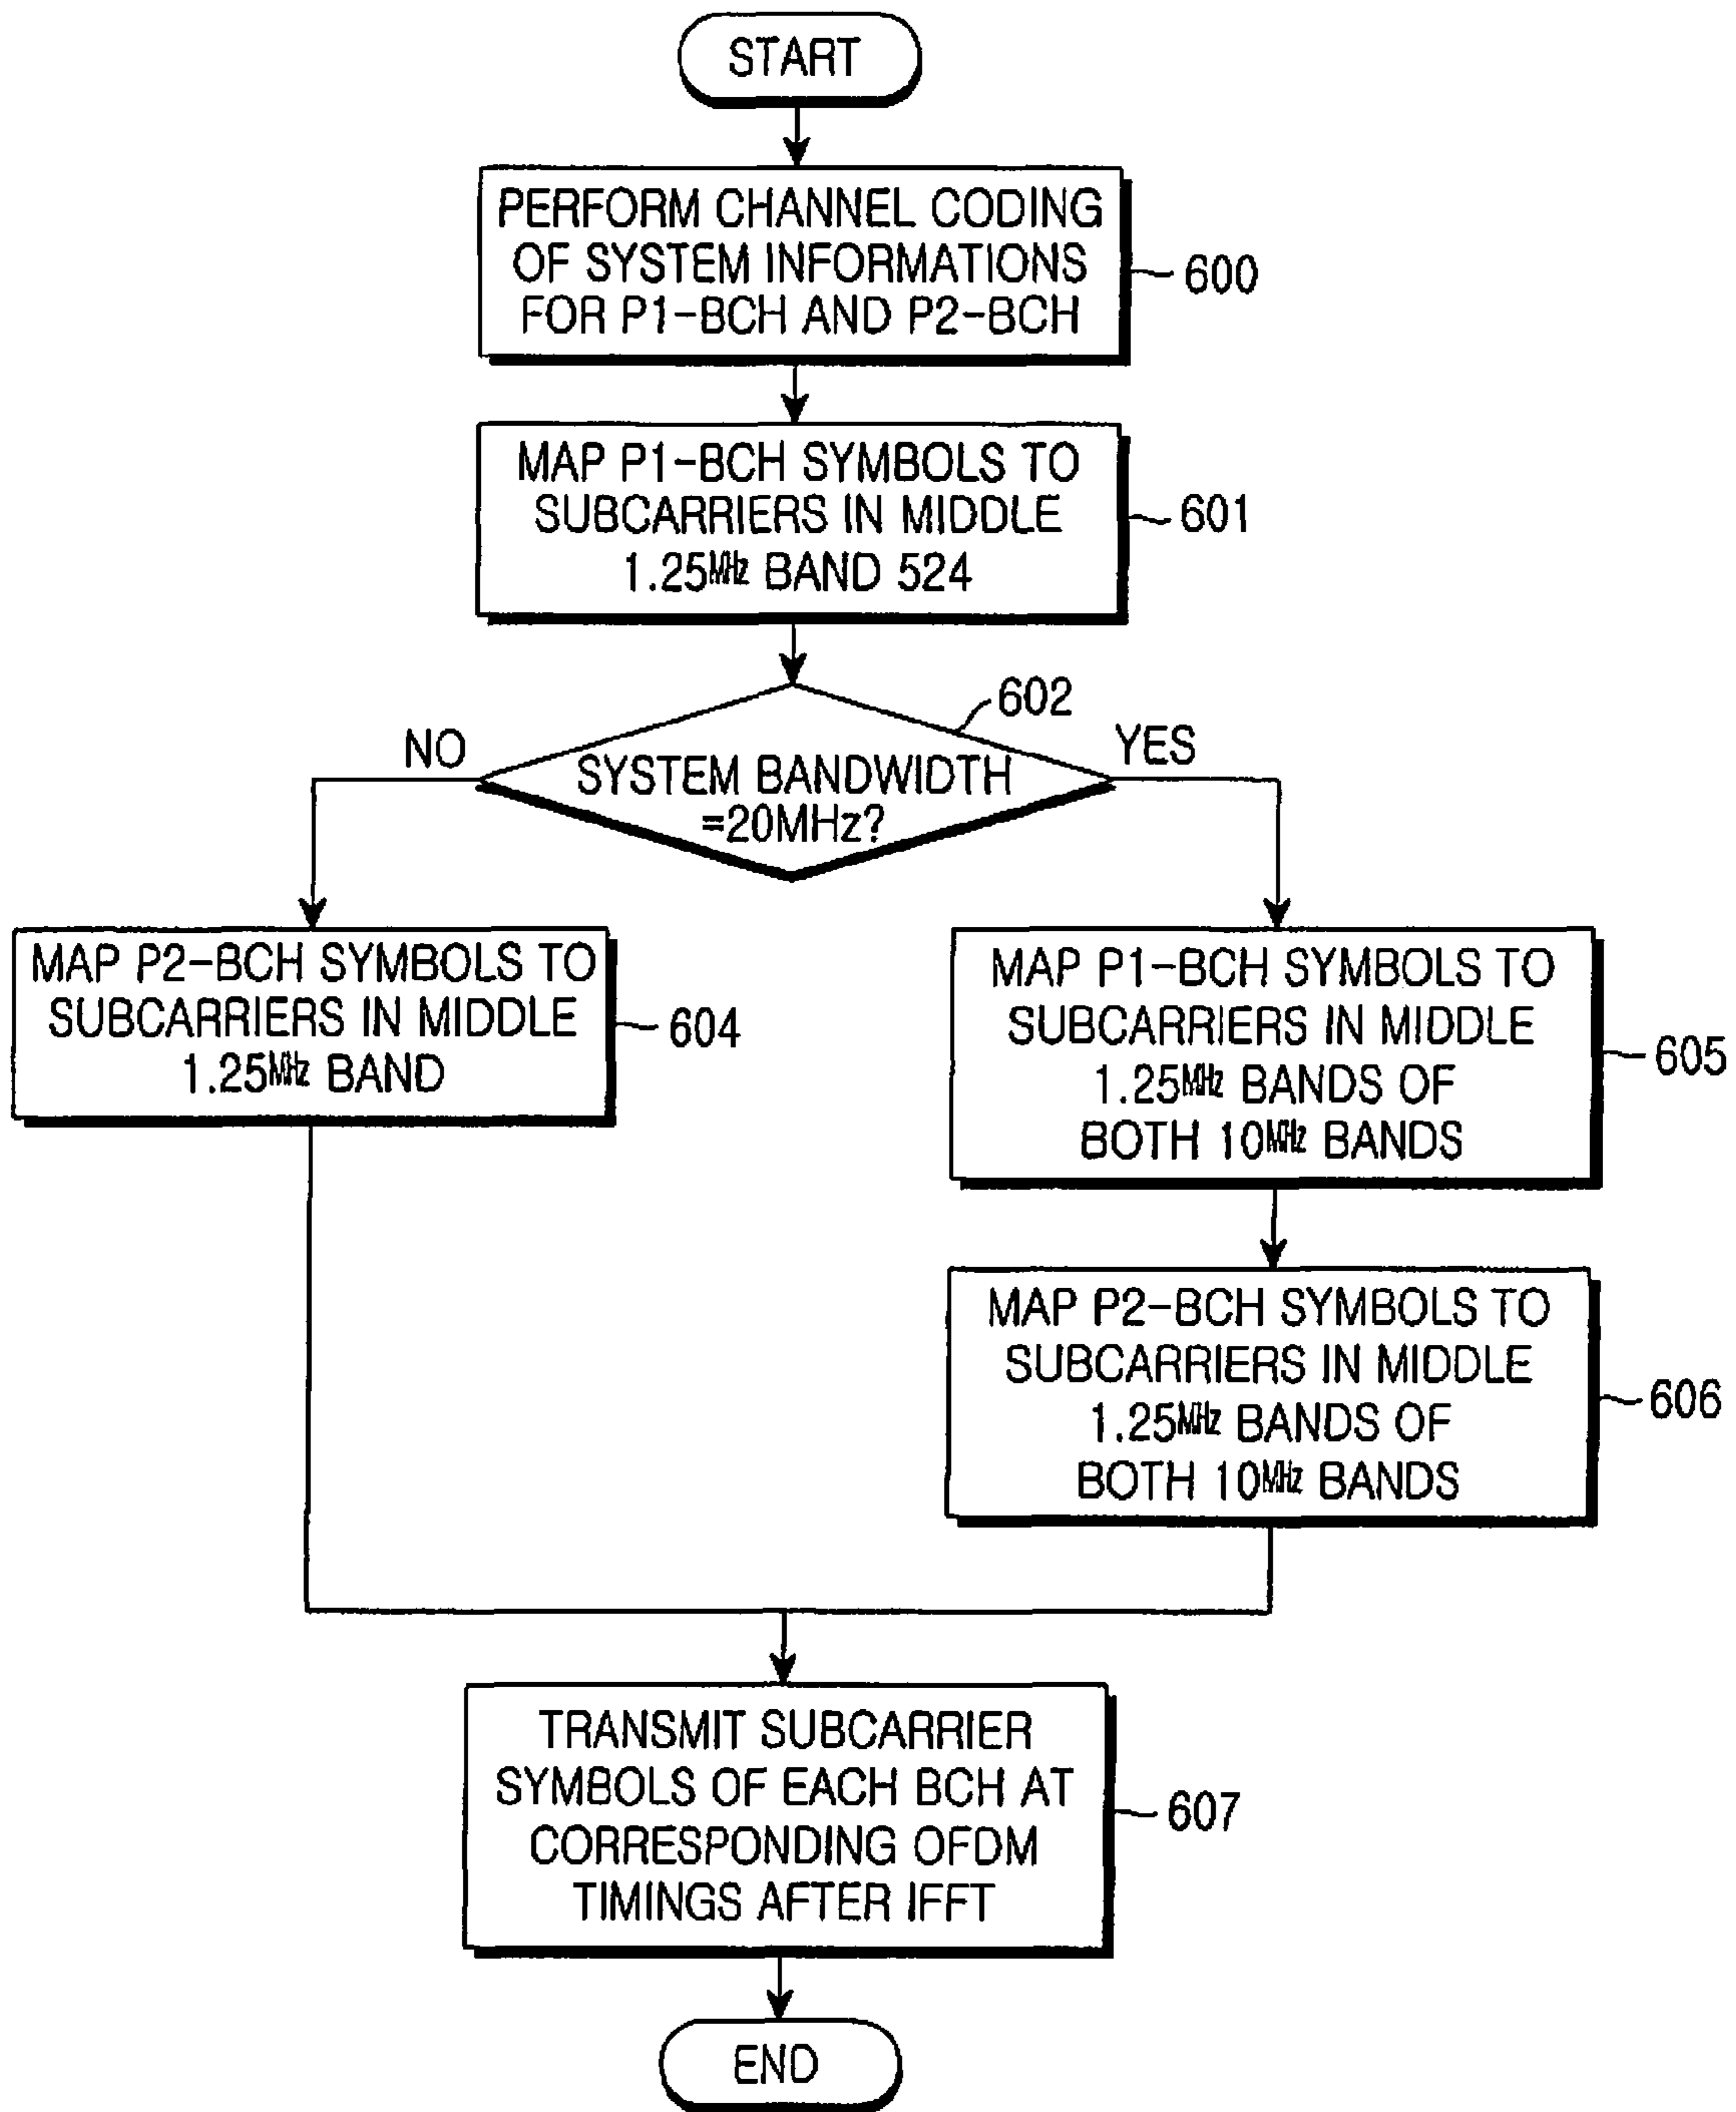 START
PERFORM CHANNEL CODING
OF SYSTEM INFORMATIONS
FOR P1-BCH AND P2-BCH
600
MAP P1-BCH SYMBOLS TO
SUBCARRIERS IN MIDDLE
1.25MHz BAND 524
601
602
NO
YES
SYSTEM BANDWIDTH
=20MHz?
MAP P2-BCH SYMBOLS TO
SUBCARRIERS IN MIDDLE
1.25MHz BAND
604
MAP P1-BCH SYMBOLS TO
SUBCARRIERS IN MIDDLE
1.25MHz BANDS OF
BOTH 10MHz BANDS
605
MAP P2-BCH SYMBOLS TO
SUBCARRIERS IN MIDDLE
1.25MHz BANDS OF
BOTH 10MHz BANDS
606
TRANSMIT SUBCARRIER
SYMBOLS OF EACH BCH AT
CORRESPONDING OFDM
TIMINGS AFTER IFFT
607
END